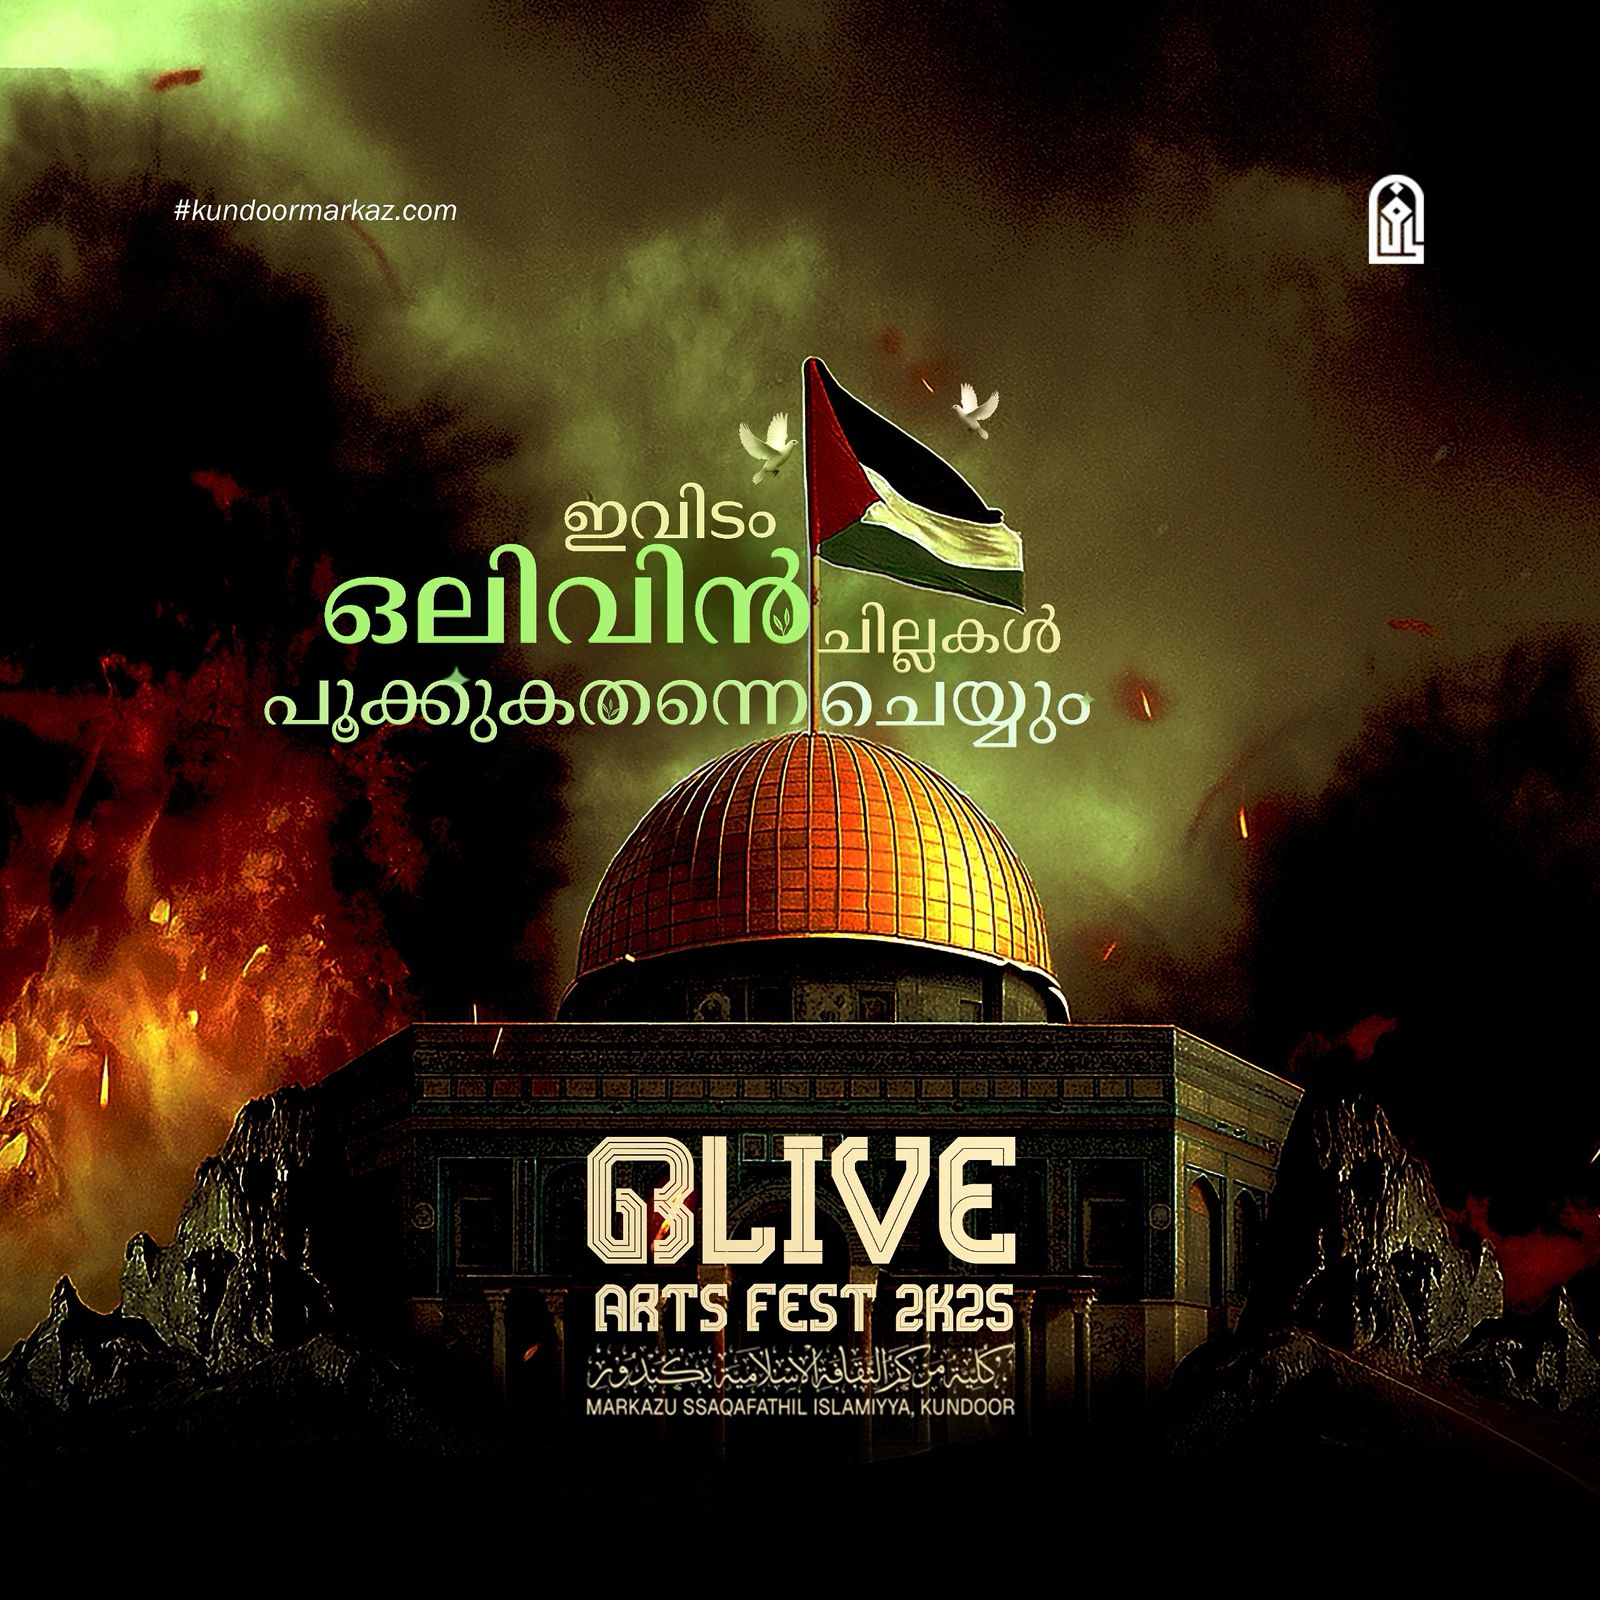 #kundoormarkaz.com
ഇവിടം
ഒലിവിൻ ചില്ലകൾ
പൂക്കുകതന്നെ ചെയ്യും
OLIVE
ARTS FEST 2K25
كلية مركز الثقافة الإسلامية بكندور
MARKAZU SSAQAFATHIL ISLAMIYYA, KUNDOOR